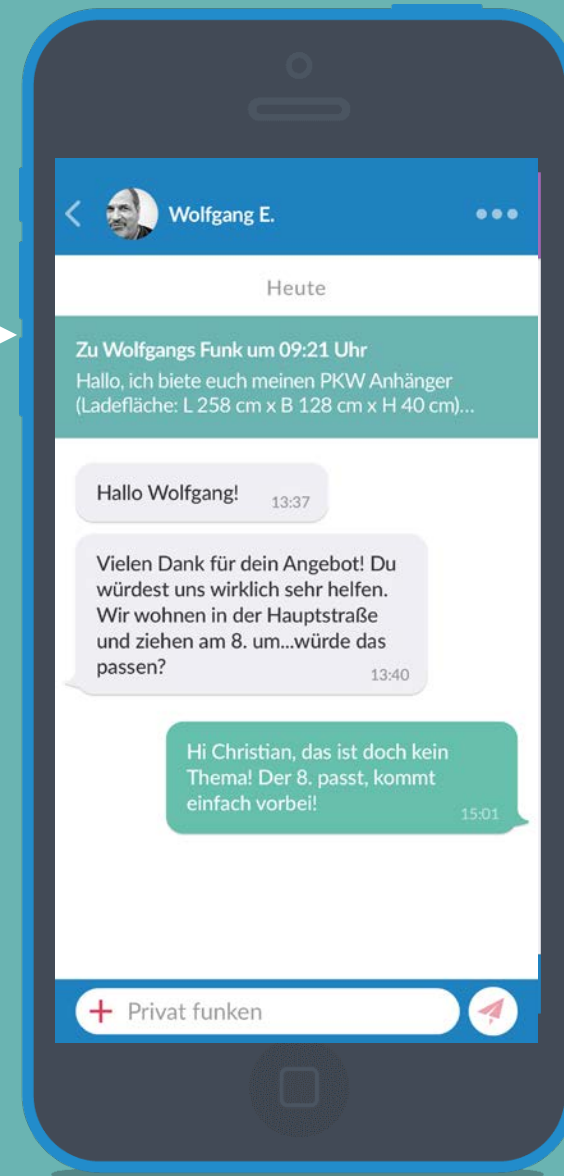 Wolfgang E.
Heute
Zu Wolfgangs Funk um 09:21 Uhr
Hallo, ich biete euch meinen PKW Anhänger
(Ladefläche: L 258 cm x B 128 cm x H 40 cm)...
Hallo Wolfgang!
13:37
Vielen Dank für dein Angebot! Du
würdest uns wirklich sehr helfen.
Wir wohnen in der Hauptstraße
und ziehen am 8. um...würde das
passen?
13:40
Hi Christian, das ist doch kein
Thema! Der 8. passt, kommt
einfach vorbei!
15:01
Privat funken